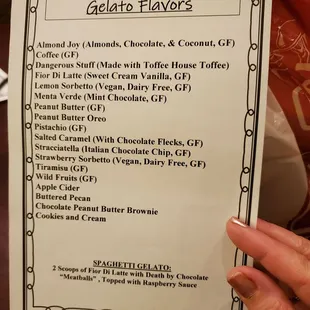 Gelato Flavors
Almond Joy (Almonds, Chocolate, & Coconut, GF)
Coffee (GF)
Dangerous Stuff (Made with Toffee House Toffee)
Fior Di Latte (Sweet Cream Vanilla, GF)
Lemon Sorbetto (Vegan, Dairy Free, GF)
Menta Verde (Mint Chocolate, GF)
Peanut Butter (GF)
Peanut Butter Oreo
Pistachio (GF)
Salted Caramel (With Chocolate Flecks, GF)
Stracciatella (Italian Chocolate Chip, GF)
Strawberry Sorbetto (Vegan, Dairy Free, GF)
Tiramisu (GF)
Wild Fruits (GF)
Apple Cider
Buttered Pecan
Chocolate Peanut Butter Brownie
Cookies and Cream
SPAGHETTI GELATO:
2 Scoops of Fior Di Latte with Death by Chocolate
"Meatballs" , Topped with Raspberry Sauce